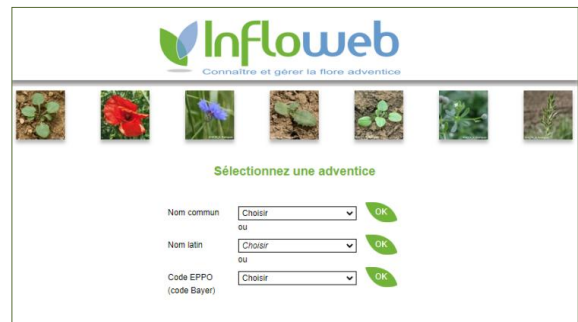 Infloweb
Connaître et gérer la flore adventice
Sélectionnez une adventice
Nom commun Choisir OK
ou
Nom latin Choisir OK
ou
Code EPPO Choisir OK
(code Bayer)